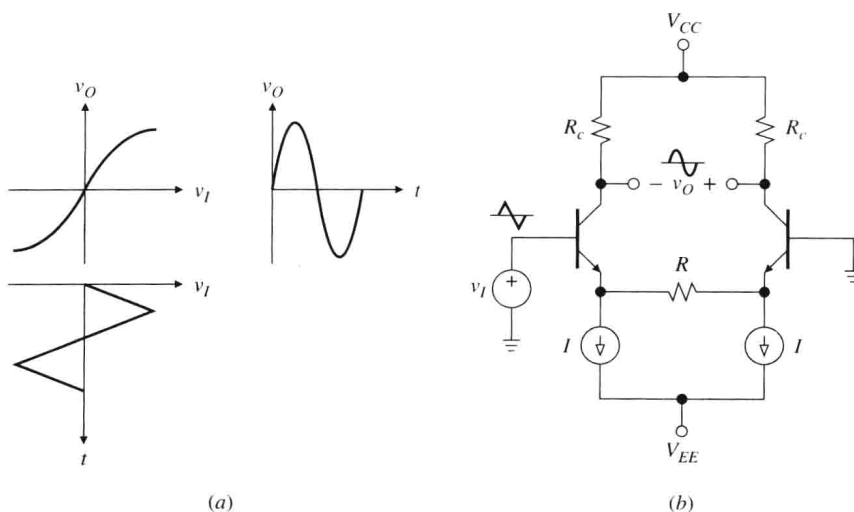 v_O
v_I
v_I
t
v_O
t
(a)
V_CC
R_c
R_c
− v_O +
v_I
+
R
I
I
V_EE
(b)